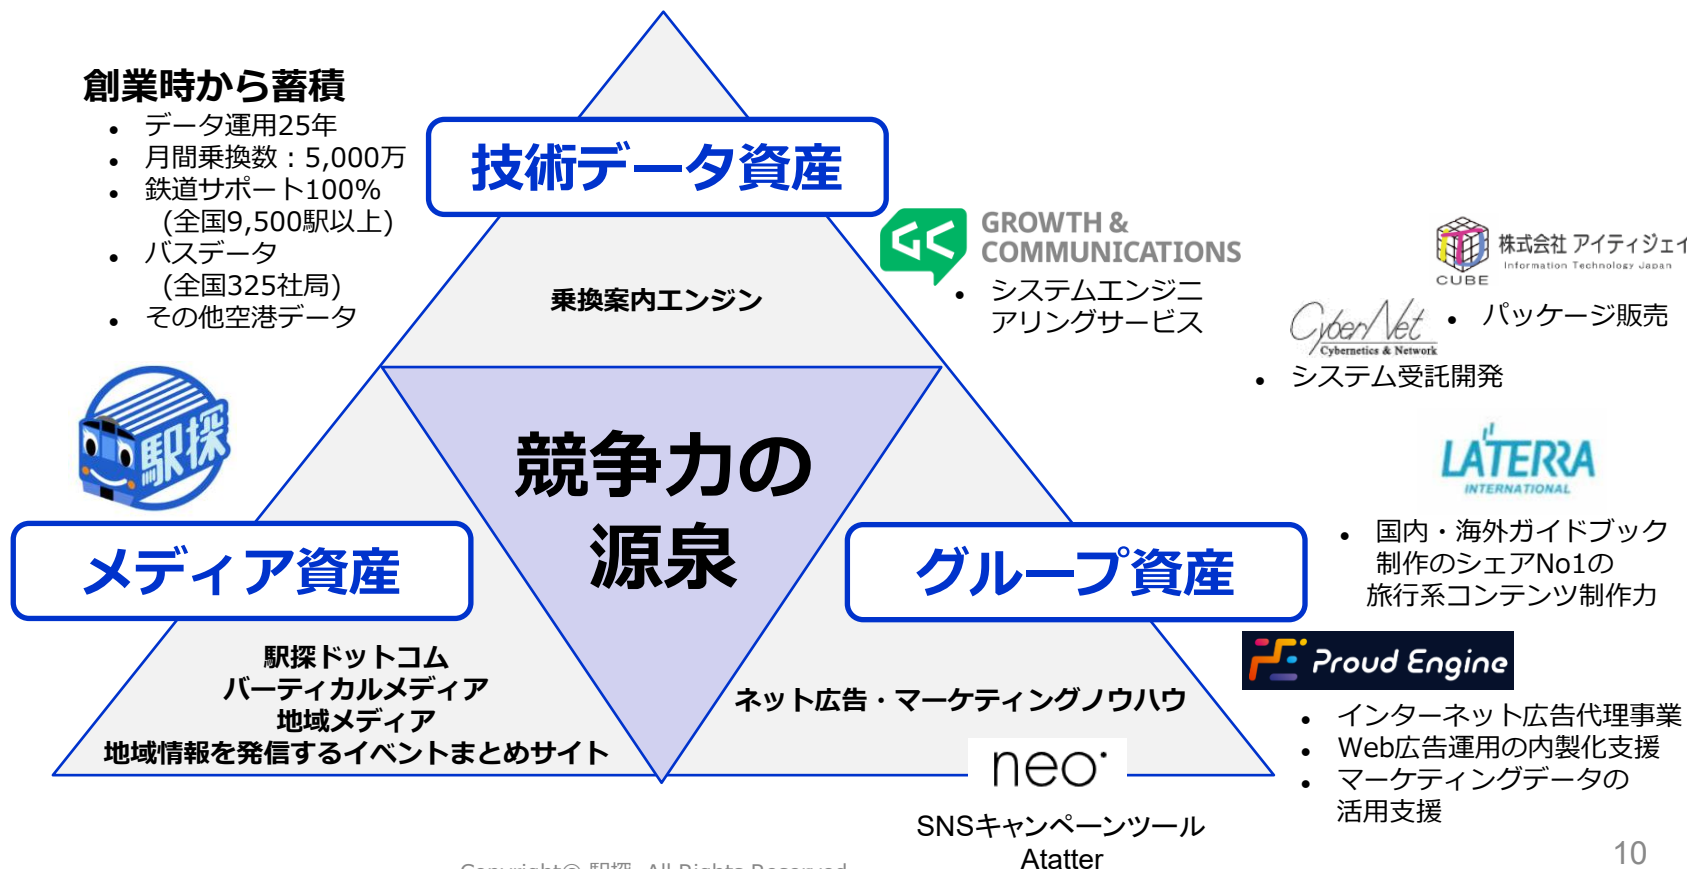 創業時から蓄積
• データ運用25年
• 月間乗換数：5,000万
• 鉄道サポート100%
(全国9,500駅以上)
• バスデータ
(全国325社局)
• その他空港データ
技術データ資産
乗換案内エンジン
GC
GROWTH &
COMMUNICATIONS
• システムエンジニ
アリングサービス
CUBE
株式会社 アイティジェイ
Information Technology Japan
• パッケージ販売
CyberNet
Cybernetics & Network
• システム受託開発
駅探
競争力の
源泉
LATERRA
INTERNATIONAL
• 国内・海外ガイドブック
制作のシェアNo1の
旅行系コンテンツ制作力
メディア資産
グループ資産
駅探ドットコム
バーティカルメディア
地域メディア
地域情報を発信するイベントまとめサイト
ネット広告・マーケティングノウハウ
Proud Engine
• インターネット広告代理事業
• Web広告運用の内製化支援
• マーケティングデータの
活用支援
neo
SNSキャンペーンツール
Atatter
Copyright© 駅探 All Rights Reserved
10